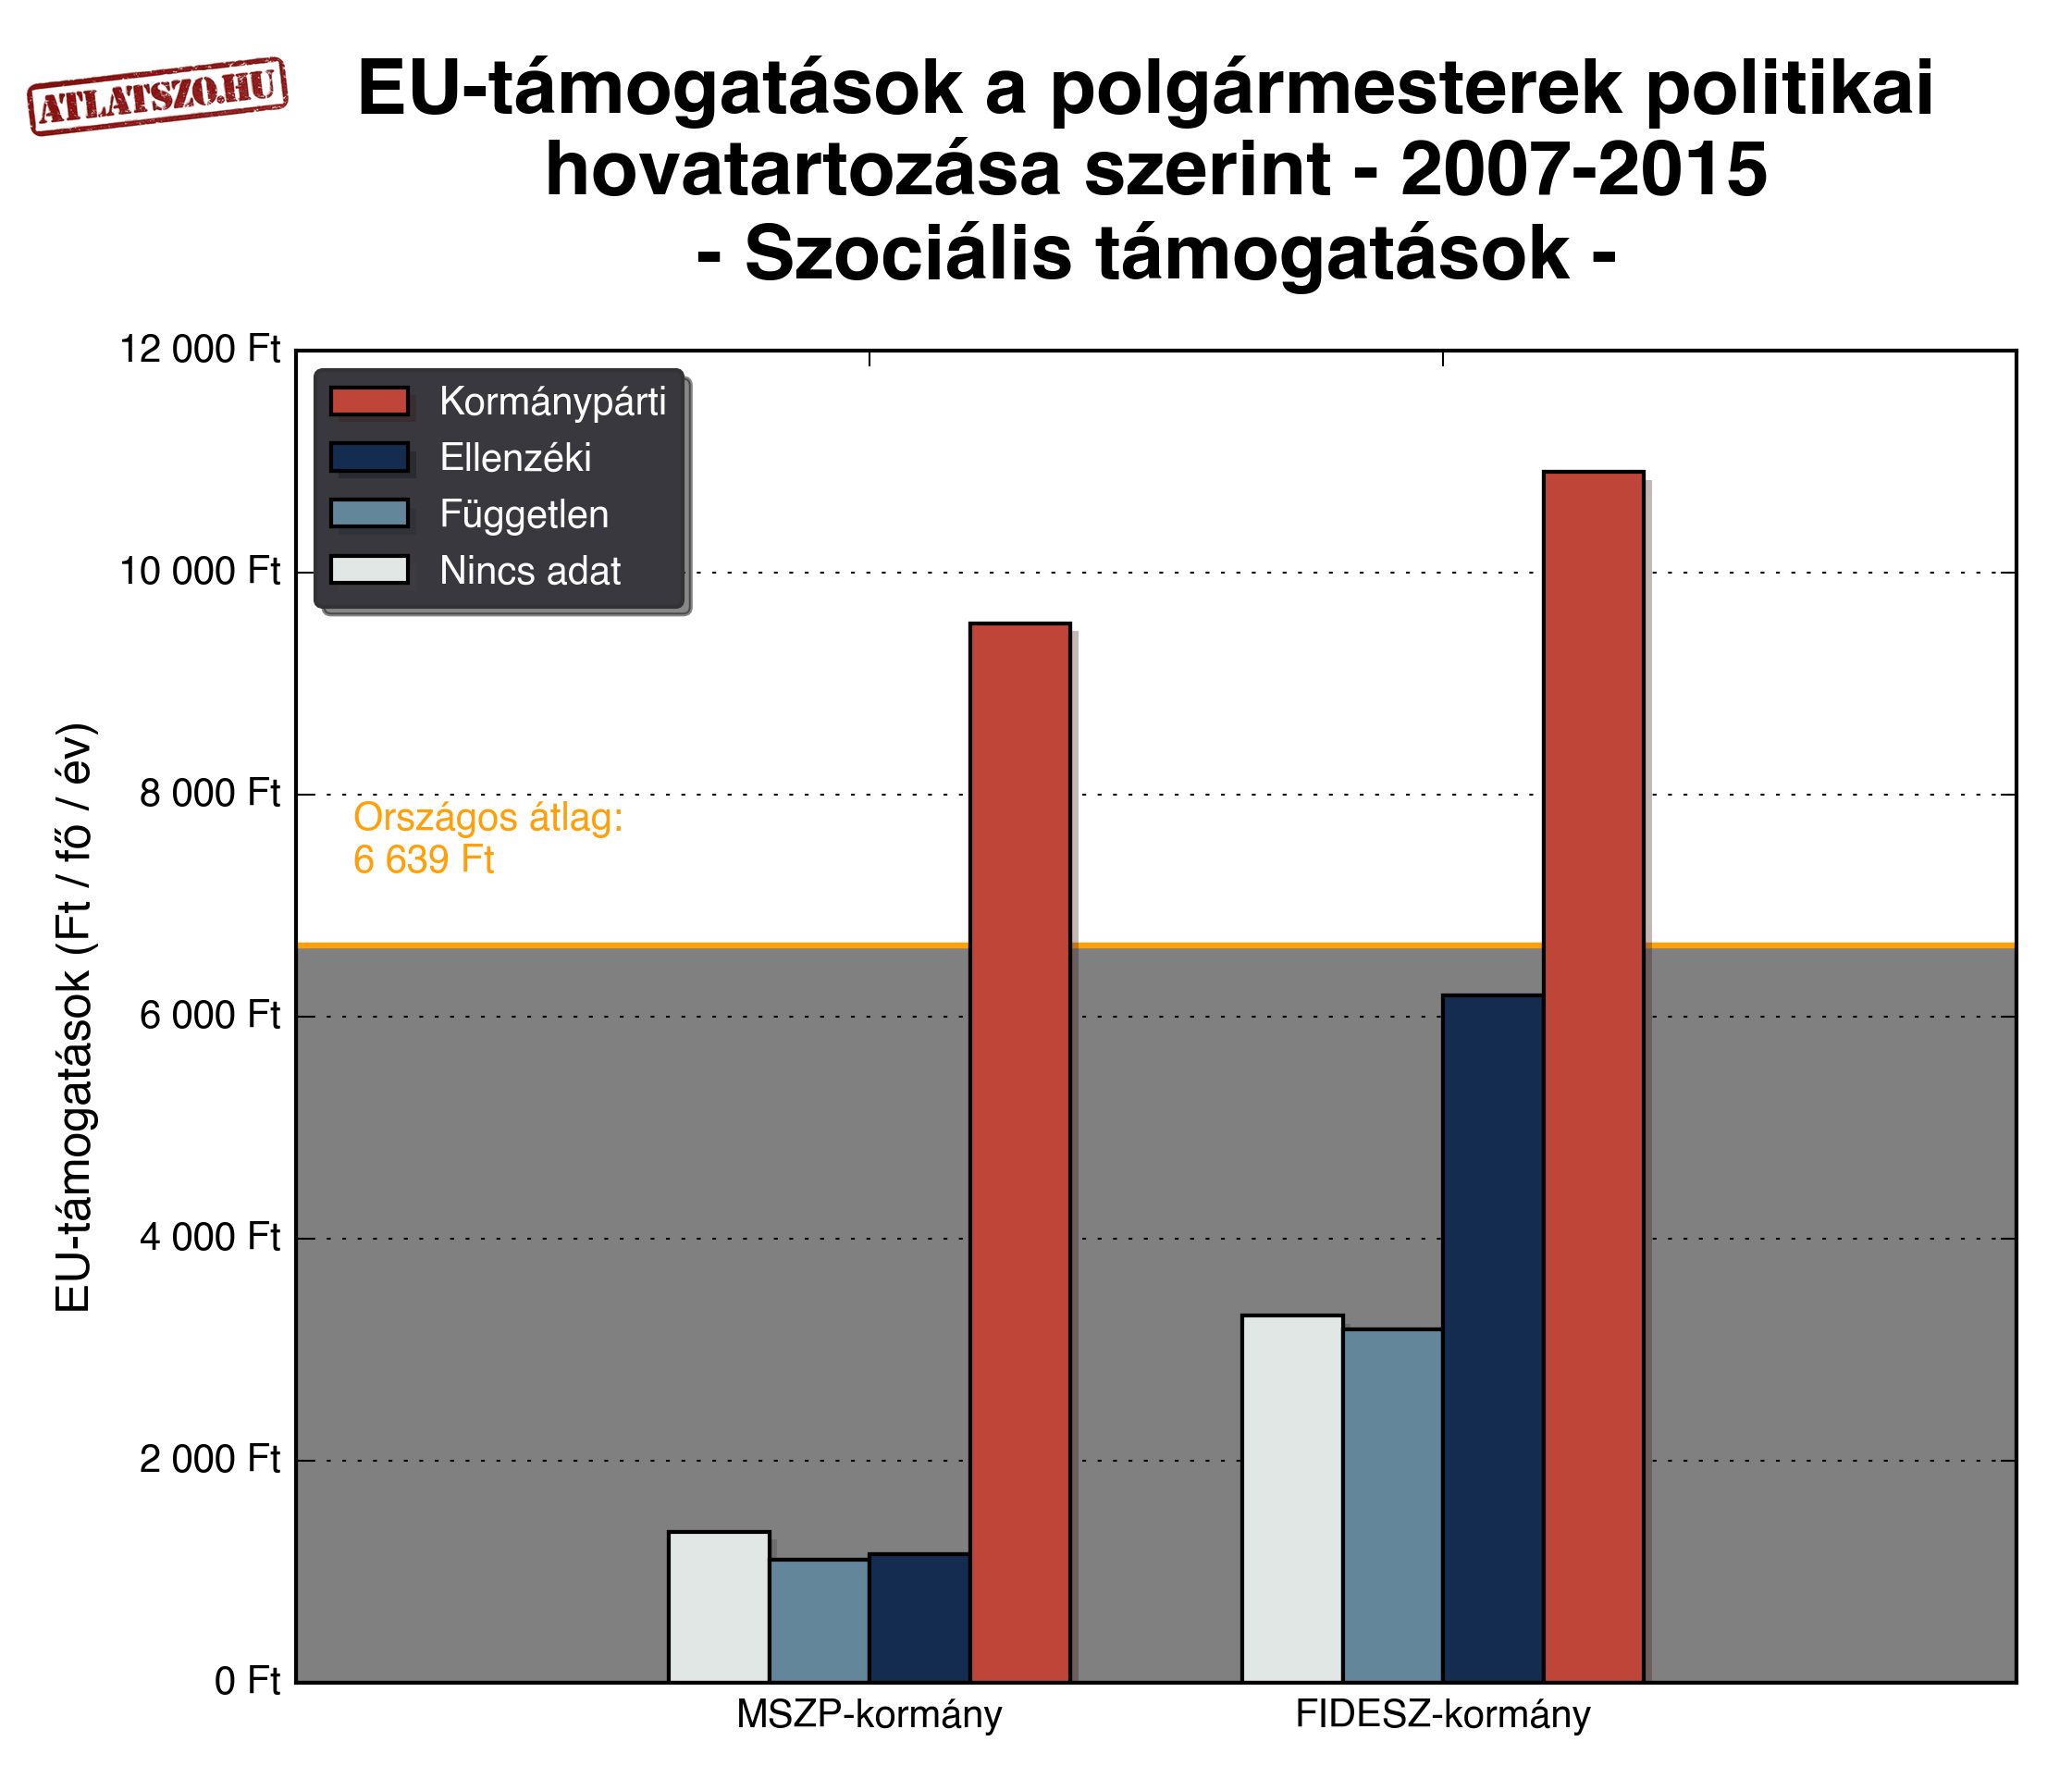 ATLATSZO.HU
EU-támogatások a polgármesterek politikai
hovatartozása szerint - 2007-2015
- Szociális támogatások -
12 000 Ft
10 000 Ft
8 000 Ft
6 000 Ft
4 000 Ft
2 000 Ft
0 Ft
EU-támogatások (Ft / fő / év)
Kormánypárti
Ellenzéki
Független
Nincs adat
Országos átlag:
6 639 Ft
MSZP-kormány
FIDESZ-kormány